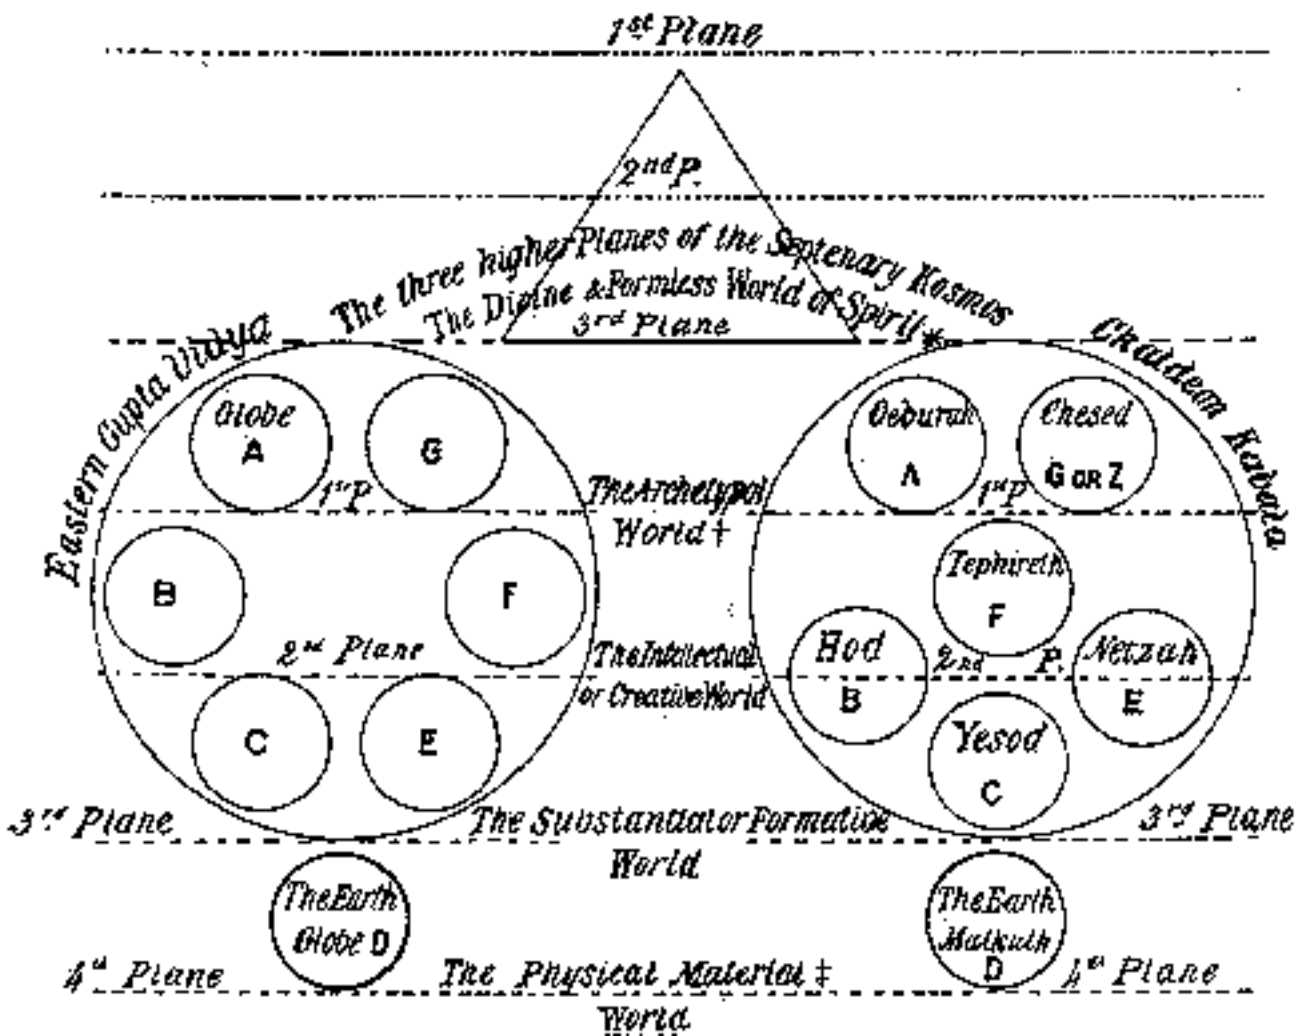 1st Plane
2nd P.
The three higher Planes of the Septenary Kosmos
The Divine & Formless World of Spirit *
3rd Plane
Eastern Gupta Vidya
Chaldean Kabala
Globe
A
G
1st P.
The Archetypal
World †
Geburah
A
Chesed
G OR Z
1st P.
B
F
Tephireth
F
2nd Plane
The Intellectual
or Creative World
Hod
B
2nd P.
Netzah
E
C
E
Yesod
C
3rd Plane
The Substantial or Formative
World
3rd Plane
The Earth
Globe D
The Earth
Malkuth
D
4th Plane
The Physical Material ‡
World
4th Plane